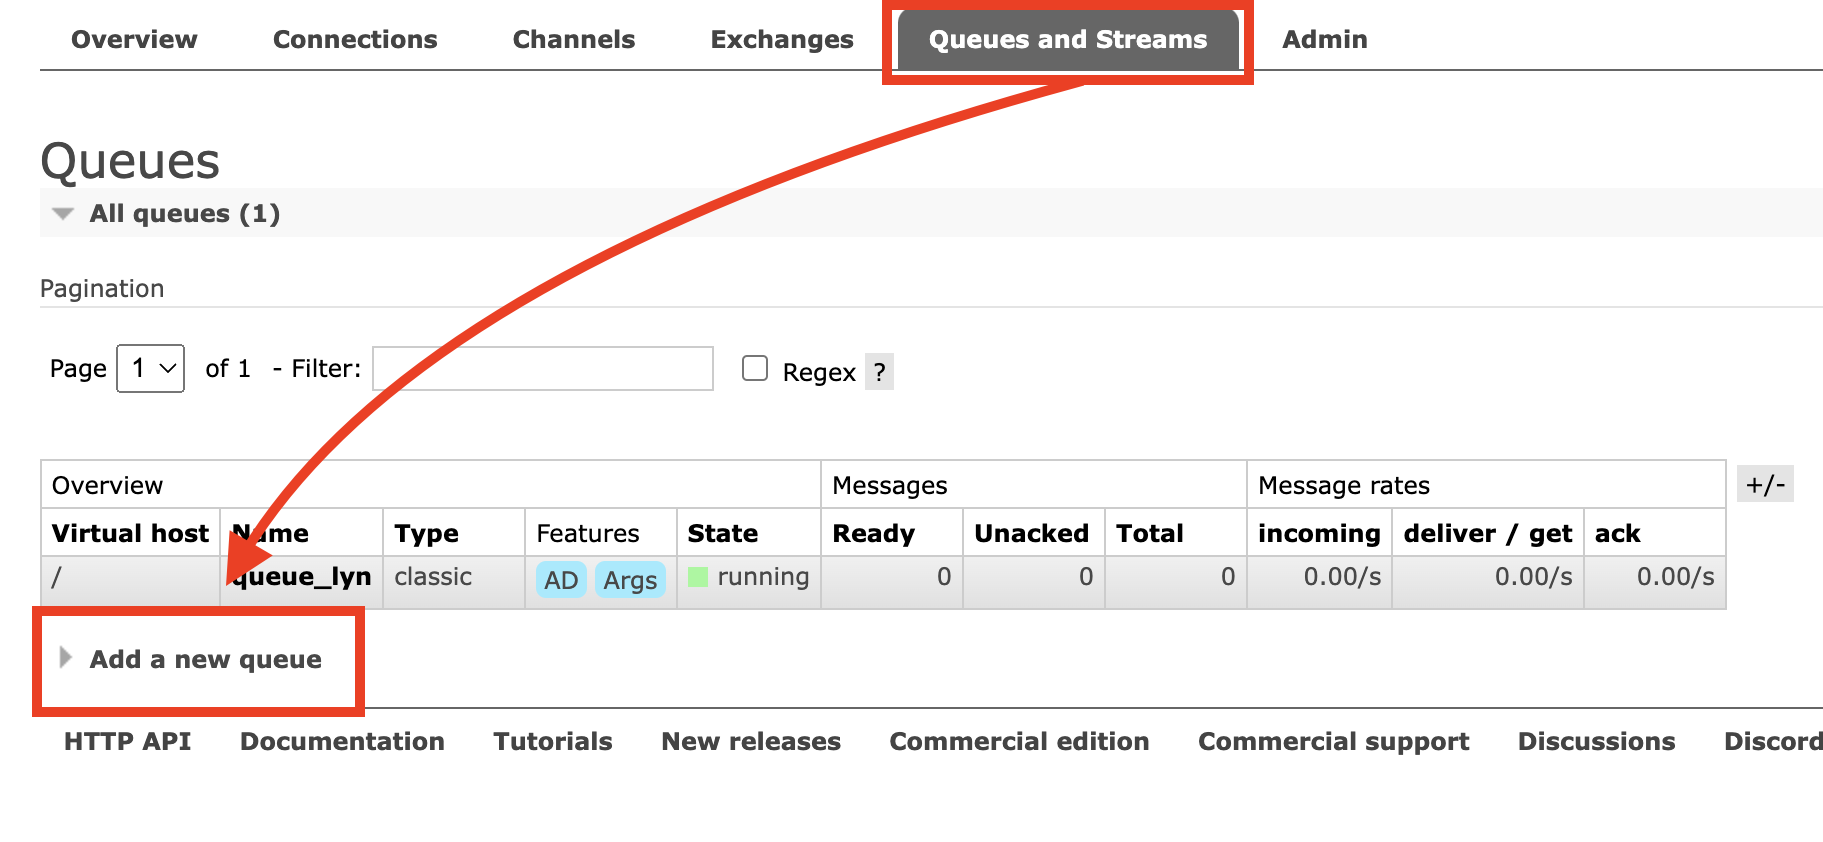 Overview Connections Channels Exchanges Queues and Streams Admin
Queues
All queues (1)
Pagination
Page 1 of 1 - Filter: Regex ?
Overview Messages Message rates +/-
Virtual host Name Type Features State Ready Unacked Total incoming deliver / get ack
/ queue_lyn classic AD Args running 0 0 0 0.00/s 0.00/s 0.00/s
Add a new queue
HTTP API Documentation Tutorials New releases Commercial edition Commercial support Discussions Discord